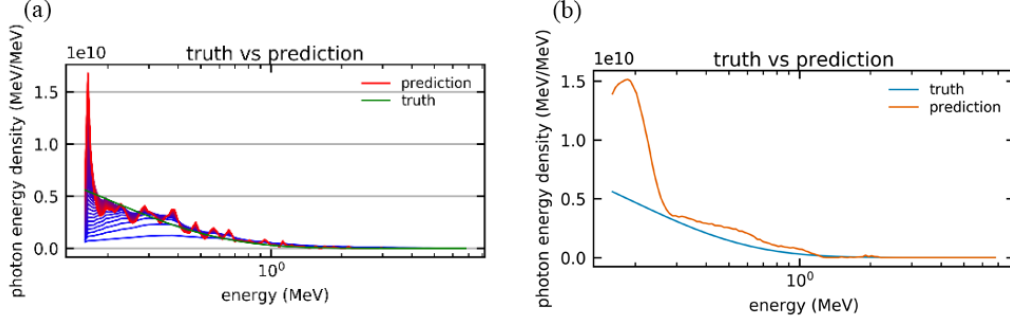 (a)
truth vs prediction
1e10
prediction
truth
1.5
1.0
0.5
0.0
photon energy density (MeV/MeV)
10⁰
energy (MeV)
(b)
truth vs prediction
1e10
truth
prediction
1.5
1.0
0.5
0.0
photon energy density (MeV/MeV)
10⁰
energy (MeV)